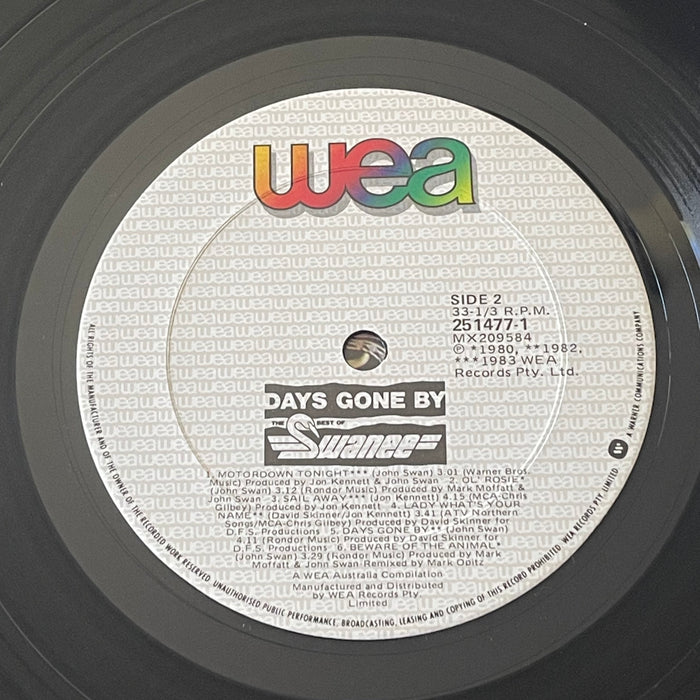 wea
SIDE 2
33-1/3 R.P.M.
251477-1
MX209584
℗ *1980, **1982,
***1983 WEA
Records Pty. Ltd.
DAYS GONE BY
THE BEST OF
Swanee
1. MOTORDOWN TONIGHT*** (John Swan) 3.01 (Warner Bros.
Music) Produced by Jon Kennett & John Swan 2. OL' ROSIE*
(John Swan) 3.12 (Rondor Music) Produced by Mark Moffatt &
John Swan 3. SAIL AWAY*** (Jon Kennett) 4.15 (MCA-Chris
Gilbey) Produced by Jon Kennett 4. LADY WHAT'S YOUR
NAME** (David Skinner/Jon Kennett) 3.41 (ATV Northern
Songs/MCA-Chris Gilbey) Produced by David Skinner for
D.F.S. Productions 5. DAYS GONE BY** (John Swan)
4.11 (Rondor Music) Produced by David Skinner for
D.F.S. Productions 6. BEWARE OF THE ANIMAL*
(John Swan) 3.29 (Rondor Music) Produced by Mark
Moffatt & John Swan Remixed by Mark Opitz
A WEA Australia Compilation
Manufactured and Distributed
by WEA Records Pty.
Limited
ALL RIGHTS OF THE MANUFACTURER AND OF THE OWNER OF THE RECORDED WORK RESERVED. UNAUTHORISED PUBLIC PERFORMANCE, BROADCASTING, LEASING AND COPYING OF THIS RECORD PROHIBITED. WEA RECORDS PTY. LIMITED A WARNER COMMUNICATIONS COMPANY.